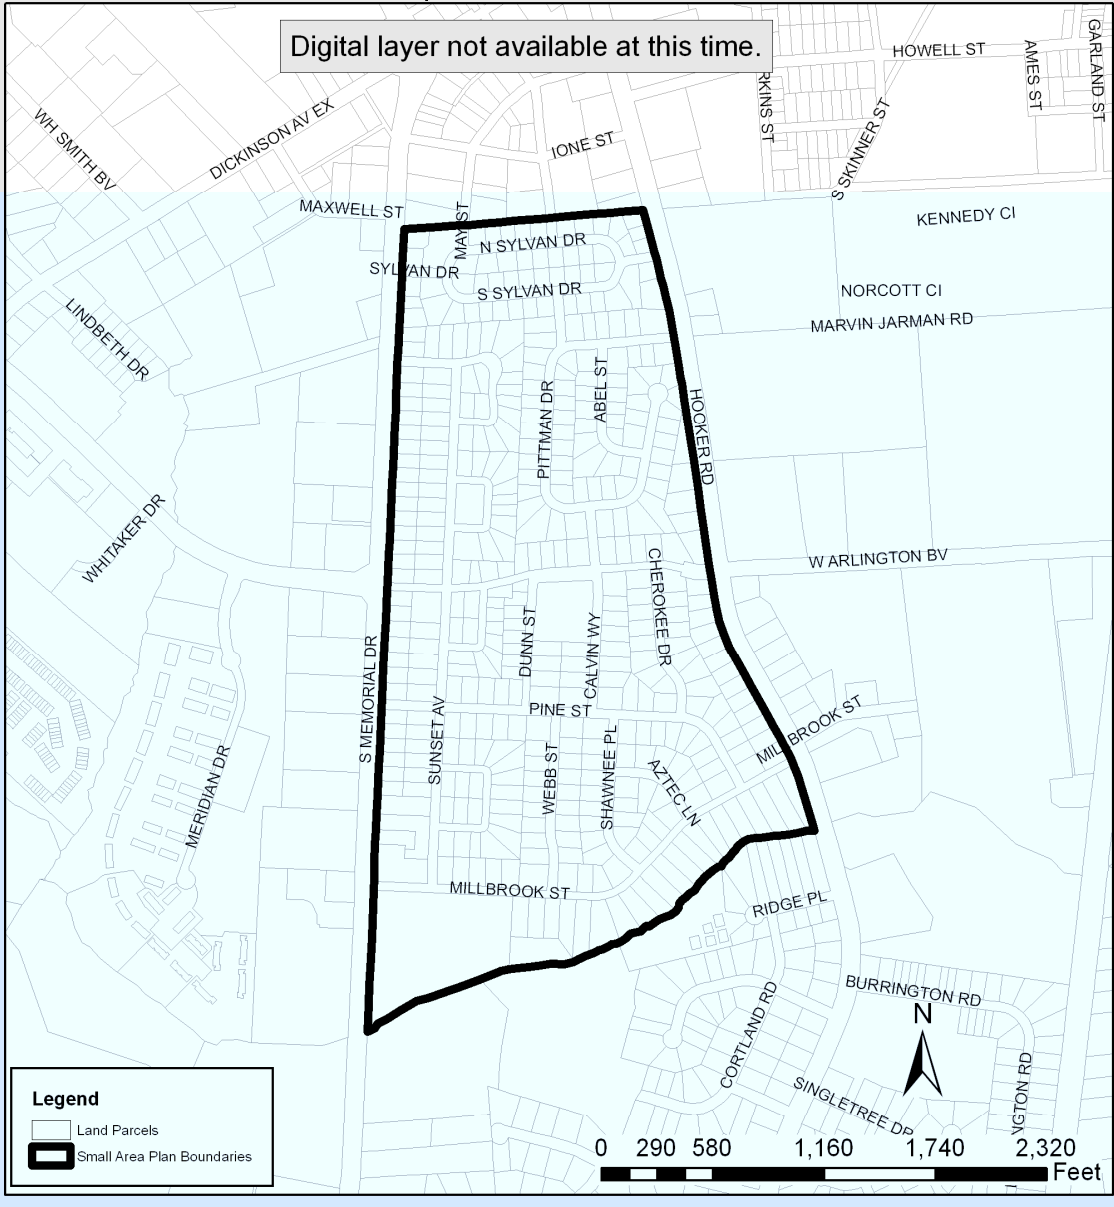 Digital layer not available at this time.
HOWELL ST
AMES ST
GARLAND ST
RKINS ST
WH SMITH BV
DICKINSON AV EX
IONE ST
S SKINNER ST
MAXWELL ST
MAY ST
N SYLVAN DR
KENNEDY CI
SYLVAN DR
S SYLVAN DR
NORCOTT CI
MARVIN JARMAN RD
LINDBETH DR
PITTMAN DR
ABEL ST
HOOKER RD
WHITAKER DR
W ARLINGTON BV
CHEROKEE DR
DUNN ST
CALVIN WY
S MEMORIAL DR
SUNSET AV
PINE ST
MILLBROOK ST
MERIDIAN DR
WEBB ST
SHAWNEE PL
AZTEC LN
MILLBROOK ST
RIDGE PL
BURRINGTON RD
CORTLAND RD
N
SINGLETREE DR
NGTON RD
Legend
Land Parcels
Small Area Plan Boundaries
0 290 580 1,160 1,740 2,320
Feet